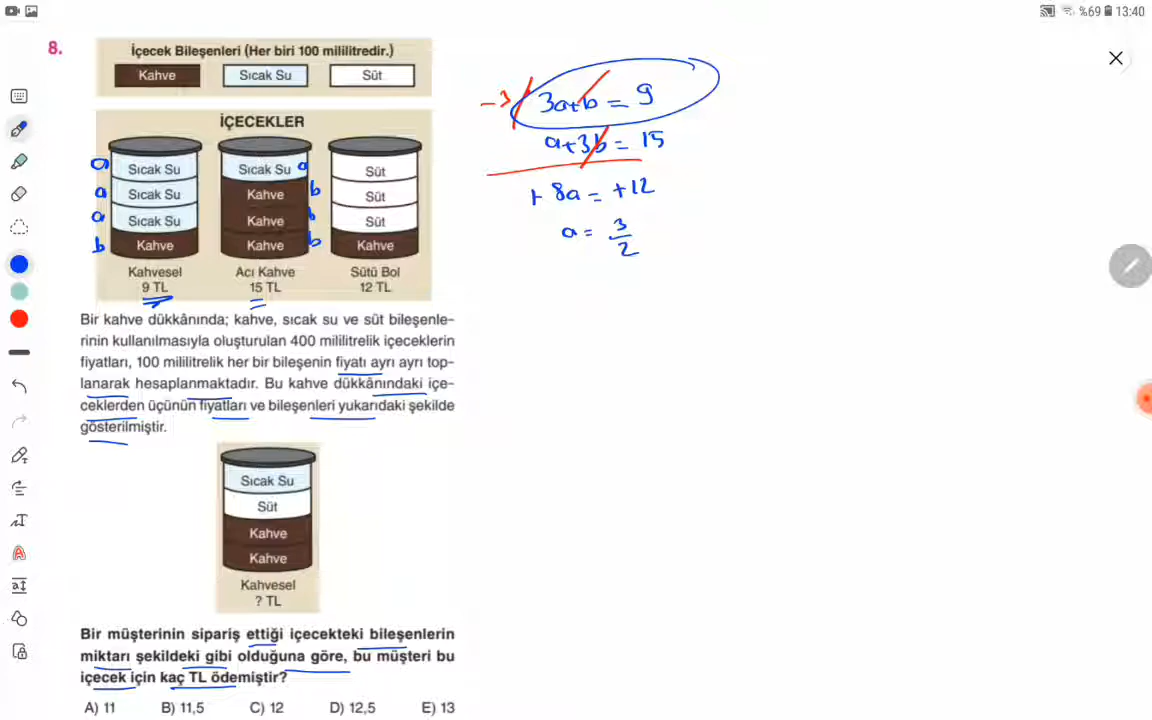 %69 13:40
8.
İçecek Bileşenleri (Her biri 100 mililitredir.)
Kahve Sıcak Su Süt
İÇECEKLER
a Sıcak Su
a Sıcak Su
a Sıcak Su
b Kahve
Kahvesel
9 TL
Sıcak Su a
Kahve b
Kahve b
Kahve b
Acı Kahve
15 TL
Süt
Süt
Süt
Kahve
Sütü Bol
12 TL
Bir kahve dükkânında; kahve, sıcak su ve süt bileşenle-
rinin kullanılmasıyla oluşturulan 400 mililitrelik içeceklerin
fiyatları, 100 mililitrelik her bir bileşenin fiyatı ayrı ayrı top-
lanarak hesaplanmaktadır. Bu kahve dükkânındaki içe-
ceklerden üçünün fiyatları ve bileşenleri yukarıdaki şekilde
gösterilmiştir.
Sıcak Su
Süt
Kahve
Kahve
Kahvesel
? TL
Bir müşterinin sipariş ettiği içecekteki bileşenlerin
miktarı şekildeki gibi olduğuna göre, bu müşteri bu
içecek için kaç TL ödemiştir?
A) 11 B) 11,5 C) 12 D) 12,5 E) 13
-3/ 3a+b = 9
a+3b = 15
+ 8a = +12
a = 3/2